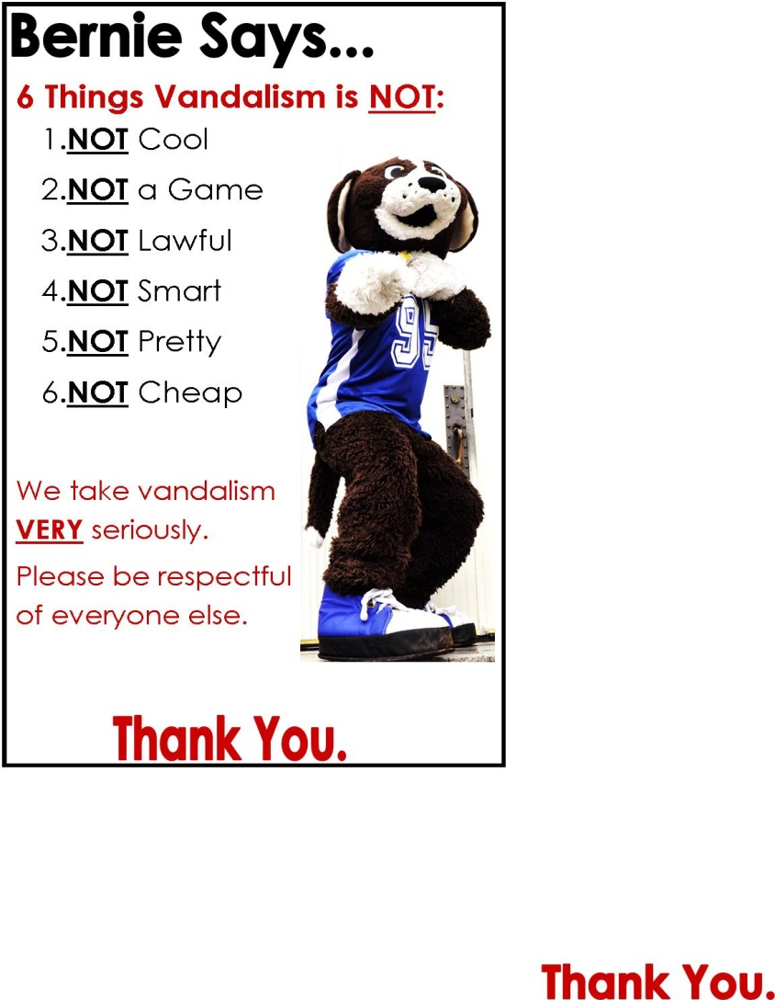 Bernie Says...
6 Things Vandalism is NOT:
1.NOT Cool
2.NOT a Game
3.NOT Lawful
4.NOT Smart
5.NOT Pretty
6.NOT Cheap
95
We take vandalism
VERY seriously.
Please be respectful
of everyone else.
Thank You.
Thank You.